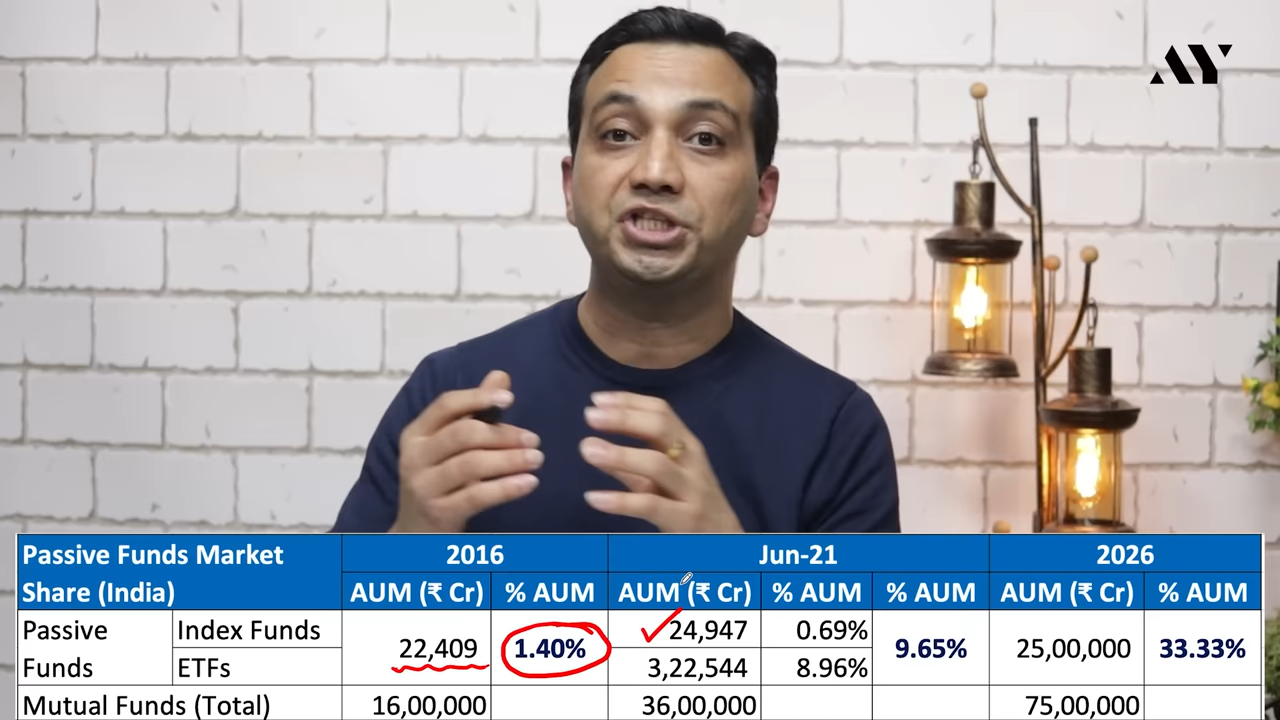 AY
Passive Funds Market Share (India) 2016 Jun-21 2026
AUM (₹ Cr) % AUM AUM (₹ Cr) % AUM % AUM AUM (₹ Cr) % AUM
Passive Funds Index Funds 22,409 1.40% 24,947 0.69% 9.65% 25,00,000 33.33%
ETFs 3,22,544 8.96%
Mutual Funds (Total) 16,00,000 36,00,000 75,00,000